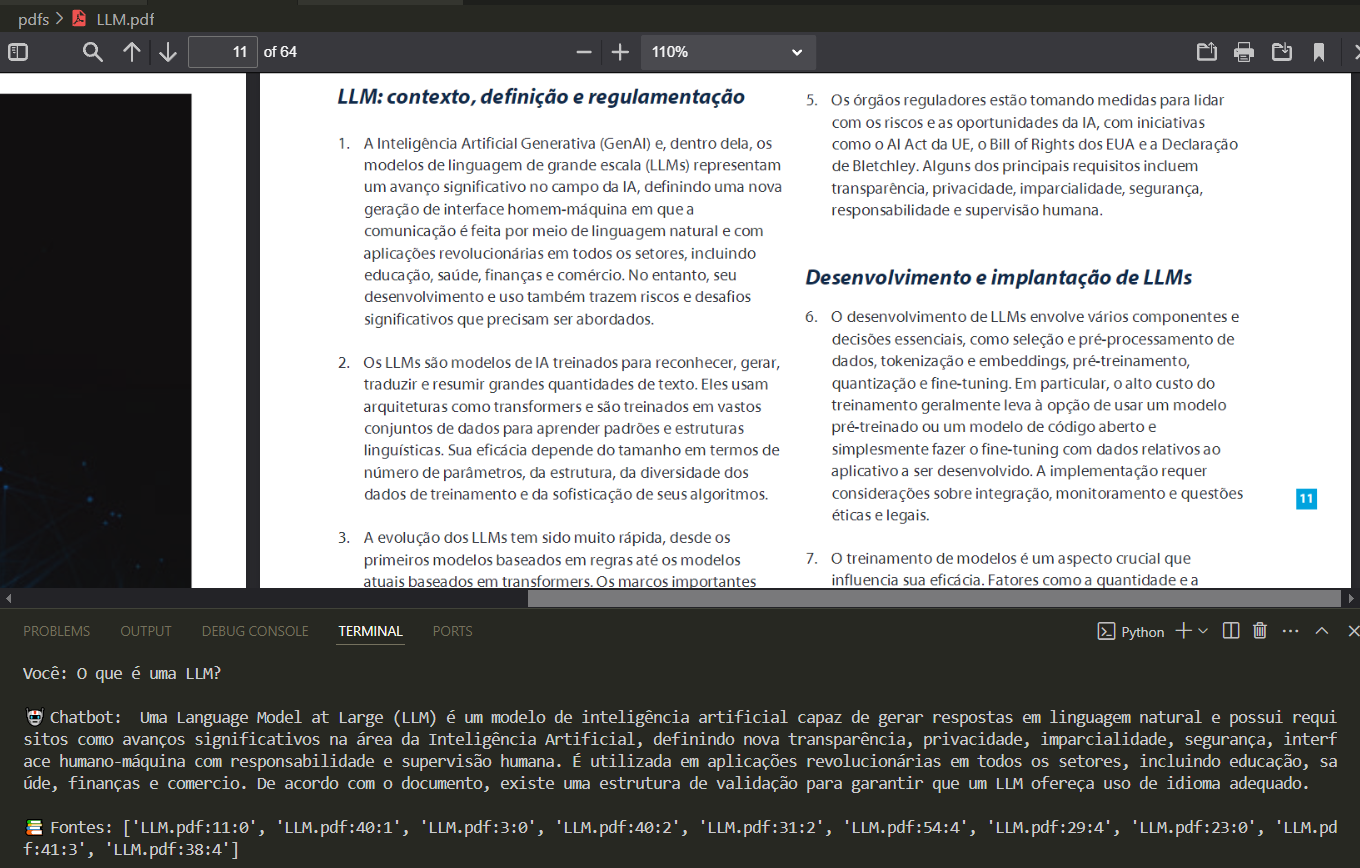 pdfs > LLM.pdf
11 of 64
110%
LLM: contexto, definição e regulamentação
1. A Inteligência Artificial Generativa (GenAI) e, dentro dela, os
modelos de linguagem de grande escala (LLMs) representam
um avanço significativo no campo da IA, definindo uma nova
geração de interface homem-máquina em que a
comunicação é feita por meio de linguagem natural e com
aplicações revolucionárias em todos os setores, incluindo
educação, saúde, finanças e comércio. No entanto, seu
desenvolvimento e uso também trazem riscos e desafios
significativos que precisam ser abordados.
2. Os LLMs são modelos de IA treinados para reconhecer, gerar,
traduzir e resumir grandes quantidades de texto. Eles usam
arquiteturas como transformers e são treinados em vastos
conjuntos de dados para aprender padrões e estruturas
linguísticas. Sua eficácia depende do tamanho em termos de
número de parâmetros, da estrutura, da diversidade dos
dados de treinamento e da sofisticação de seus algoritmos.
3. A evolução dos LLMs tem sido muito rápida, desde os
primeiros modelos baseados em regras até os modelos
atuais baseados em transformers. Os marcos importantes
5. Os órgãos reguladores estão tomando medidas para lidar
com os riscos e as oportunidades da IA, com iniciativas
como o AI Act da UE, o Bill of Rights dos EUA e a Declaração
de Bletchley. Alguns dos principais requisitos incluem
transparência, privacidade, imparcialidade, segurança,
responsabilidade e supervisão humana.
Desenvolvimento e implantação de LLMs
6. O desenvolvimento de LLMs envolve vários componentes e
decisões essenciais, como seleção e pré-processamento de
dados, tokenização e embeddings, pré-treinamento,
quantização e fine-tuning. Em particular, o alto custo do
treinamento geralmente leva à opção de usar um modelo
pré-treinado ou um modelo de código aberto e
simplesmente fazer o fine-tuning com dados relativos ao
aplicativo a ser desenvolvido. A implementação requer
considerações sobre integração, monitoramento e questões
éticas e legais.
11
7. O treinamento de modelos é um aspecto crucial que
influencia sua eficácia. Fatores como a quantidade e a
PROBLEMS OUTPUT DEBUG CONSOLE TERMINAL PORTS
Python
Você: O que é uma LLM?
Chatbot: Uma Language Model at Large (LLM) é um modelo de inteligência artificial capaz de gerar respostas em linguagem natural e possui requi
sitos como avanços significativos na área da Inteligência Artificial, definindo nova transparência, privacidade, imparcialidade, segurança, interf
ace humano-máquina com responsabilidade e supervisão humana. É utilizada em aplicações revolucionárias em todos os setores, incluindo educação, sa
úde, finanças e comercio. De acordo com o documento, existe uma estrutura de validação para garantir que um LLM ofereça uso de idioma adequado.
Fontes: ['LLM.pdf:11:0', 'LLM.pdf:40:1', 'LLM.pdf:3:0', 'LLM.pdf:40:2', 'LLM.pdf:31:2', 'LLM.pdf:54:4', 'LLM.pdf:29:4', 'LLM.pdf:23:0', 'LLM.pd
f:41:3', 'LLM.pdf:38:4']